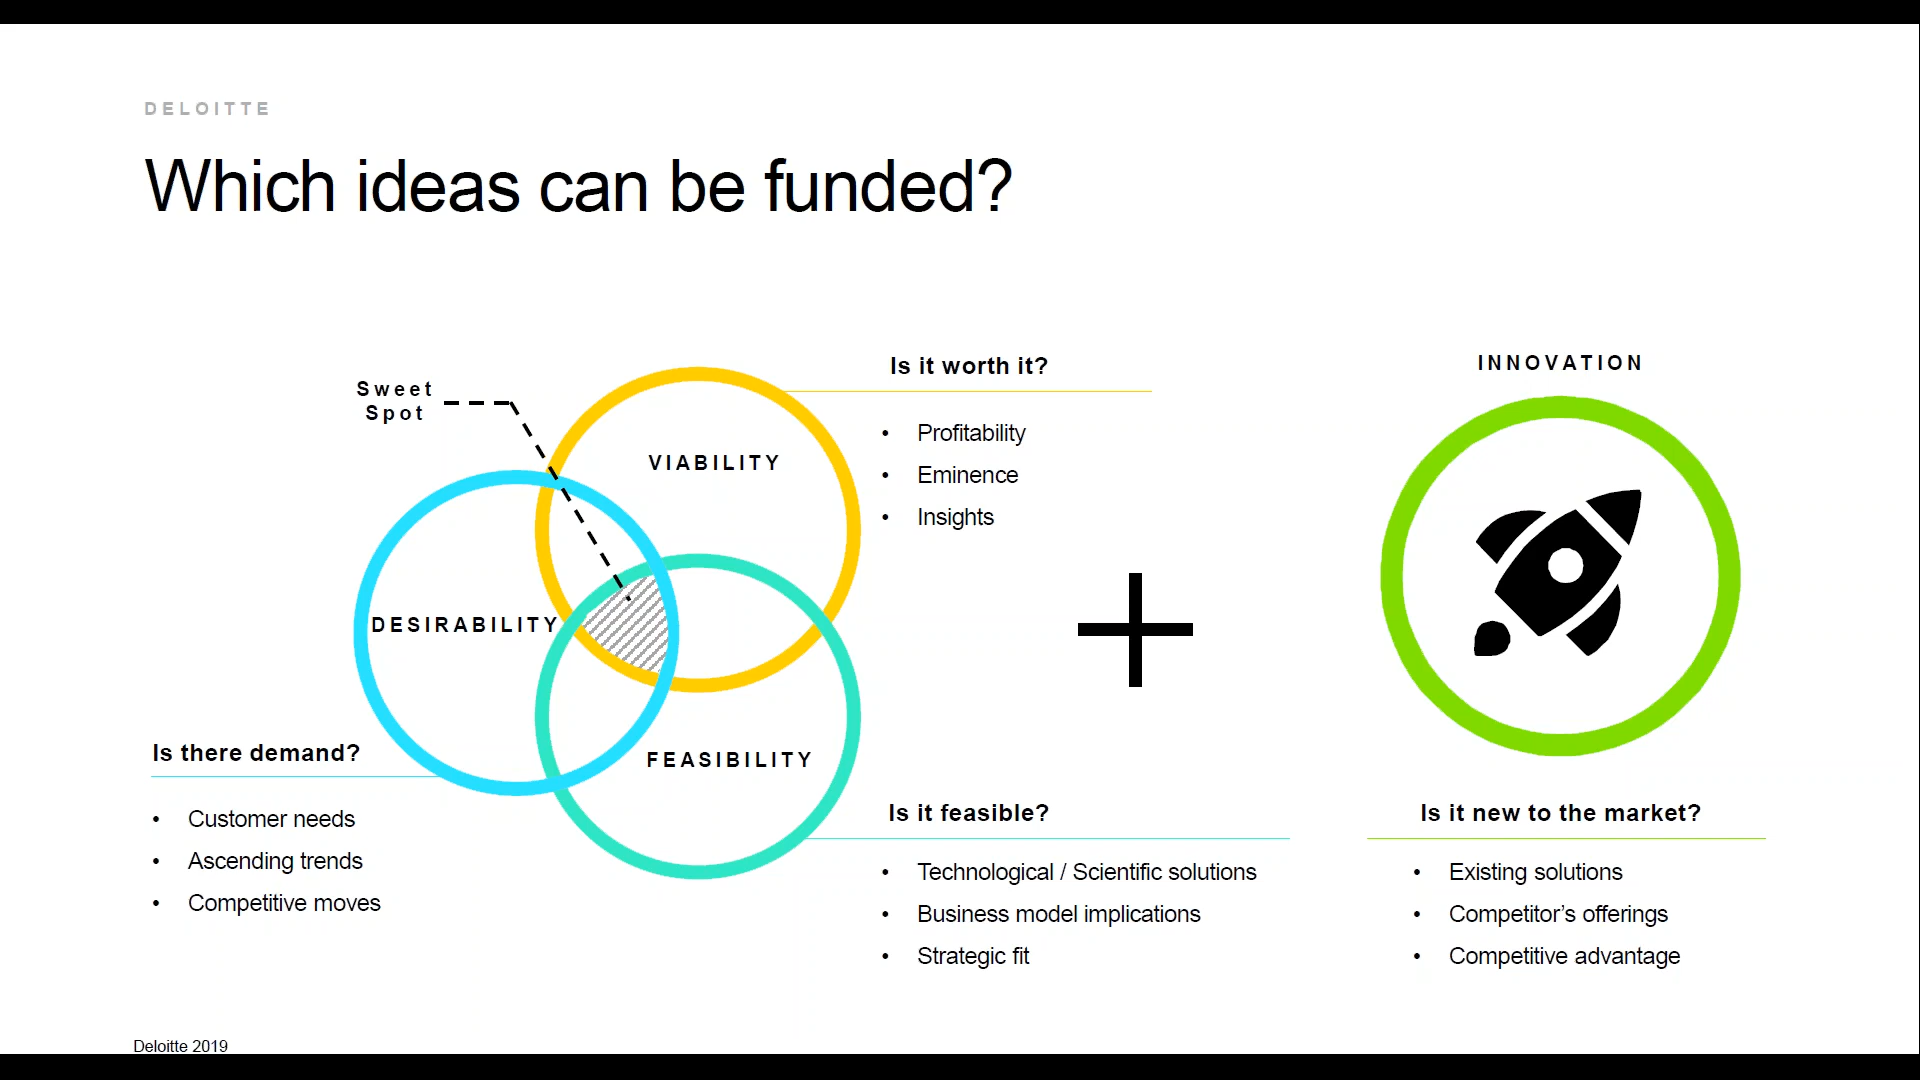 DELOITTE
Which ideas can be funded?
Sweet
Spot
VIABILITY
DESIRABILITY
FEASIBILITY
Is it worth it?
• Profitability
• Eminence
• Insights
Is there demand?
• Customer needs
• Ascending trends
• Competitive moves
Is it feasible?
• Technological / Scientific solutions
• Business model implications
• Strategic fit
INNOVATION
Is it new to the market?
• Existing solutions
• Competitor’s offerings
• Competitive advantage
Deloitte 2019